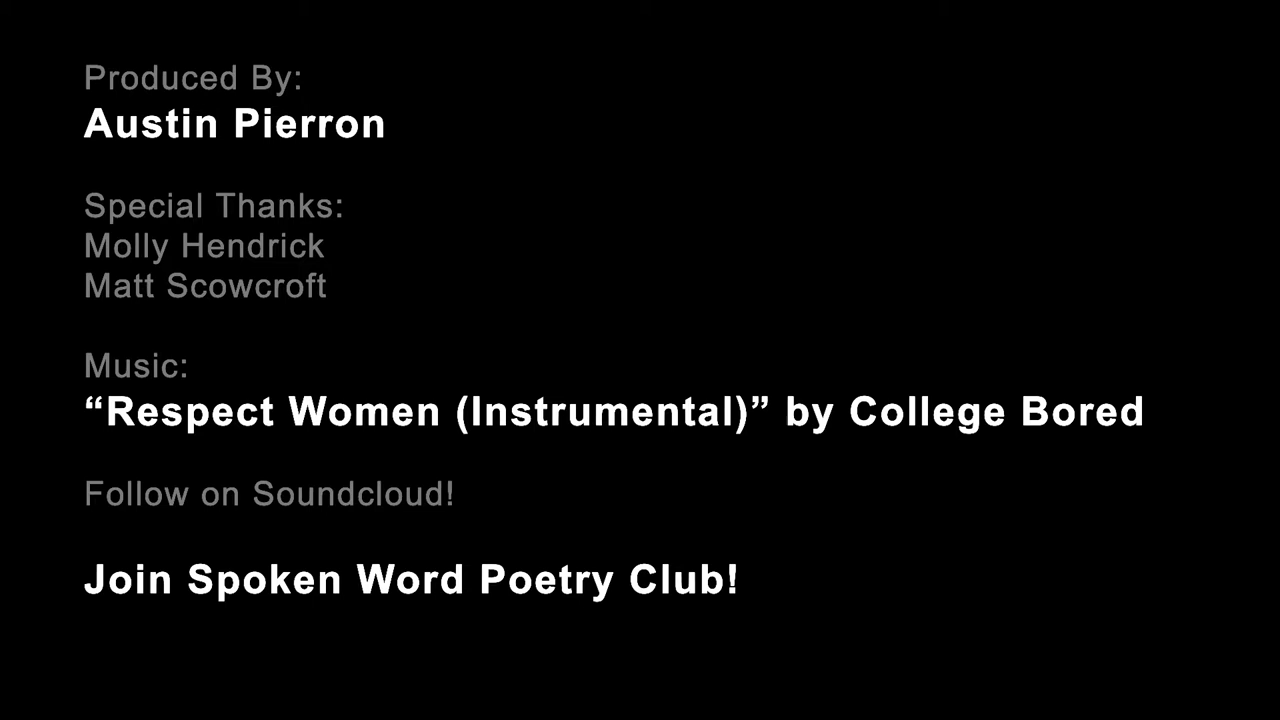 Produced By:
Austin Pierron
Special Thanks:
Molly Hendrick
Matt Scowcroft
Music:
“Respect Women (Instrumental)” by College Bored
Follow on Soundcloud!
Join Spoken Word Poetry Club!